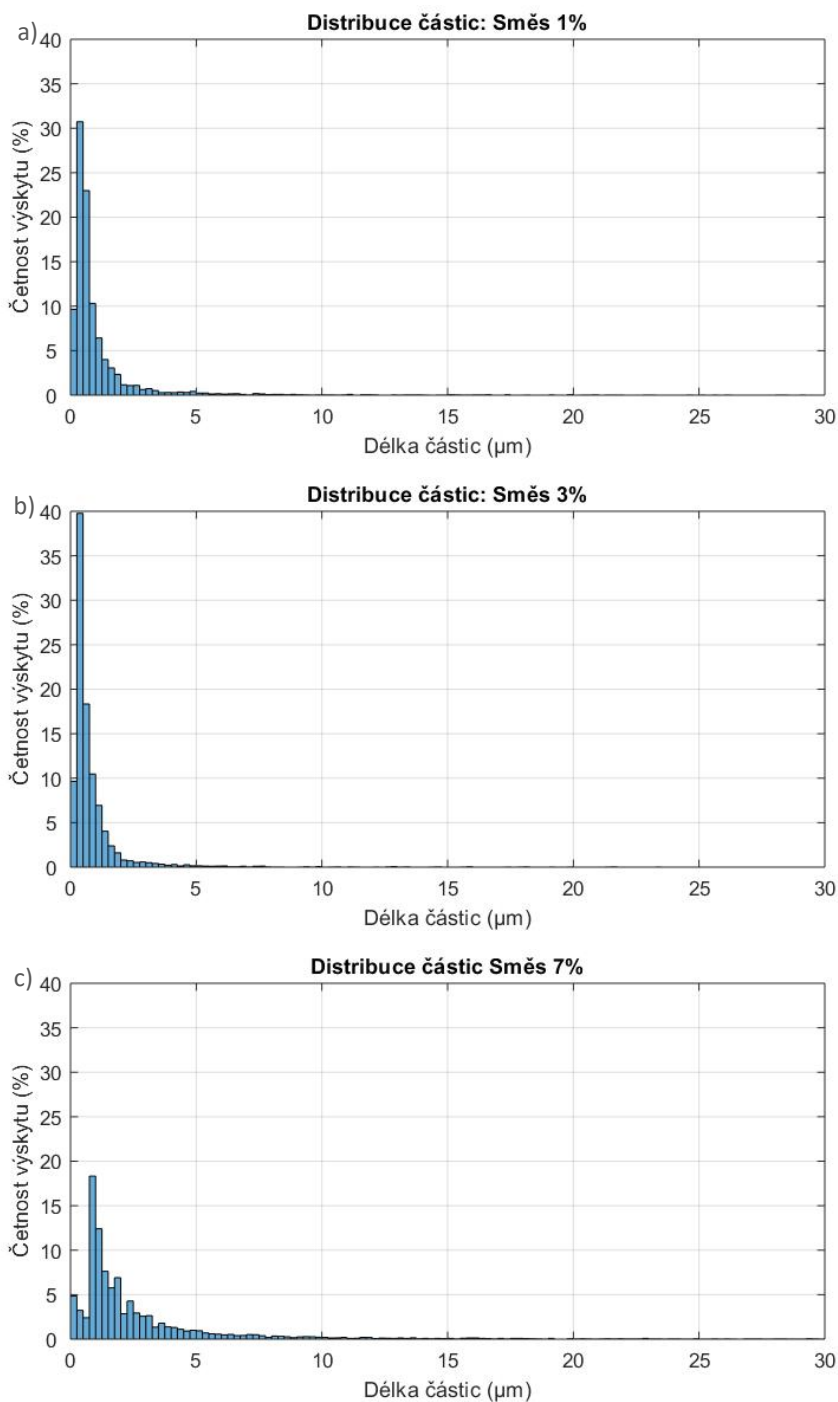 a)
Distribuce částic: Směs 1%
40
35
30
25
20
15
10
5
0
Četnost výskytu (%)
0 5 10 15 20 25 30
Délka částic (µm)
b)
Distribuce částic: Směs 3%
40
35
30
25
20
15
10
5
0
Četnost výskytu (%)
0 5 10 15 20 25 30
Délka částic (µm)
c)
Distribuce částic Směs 7%
40
35
30
25
20
15
10
5
0
Četnost výskytu (%)
0 5 10 15 20 25 30
Délka částic (µm)